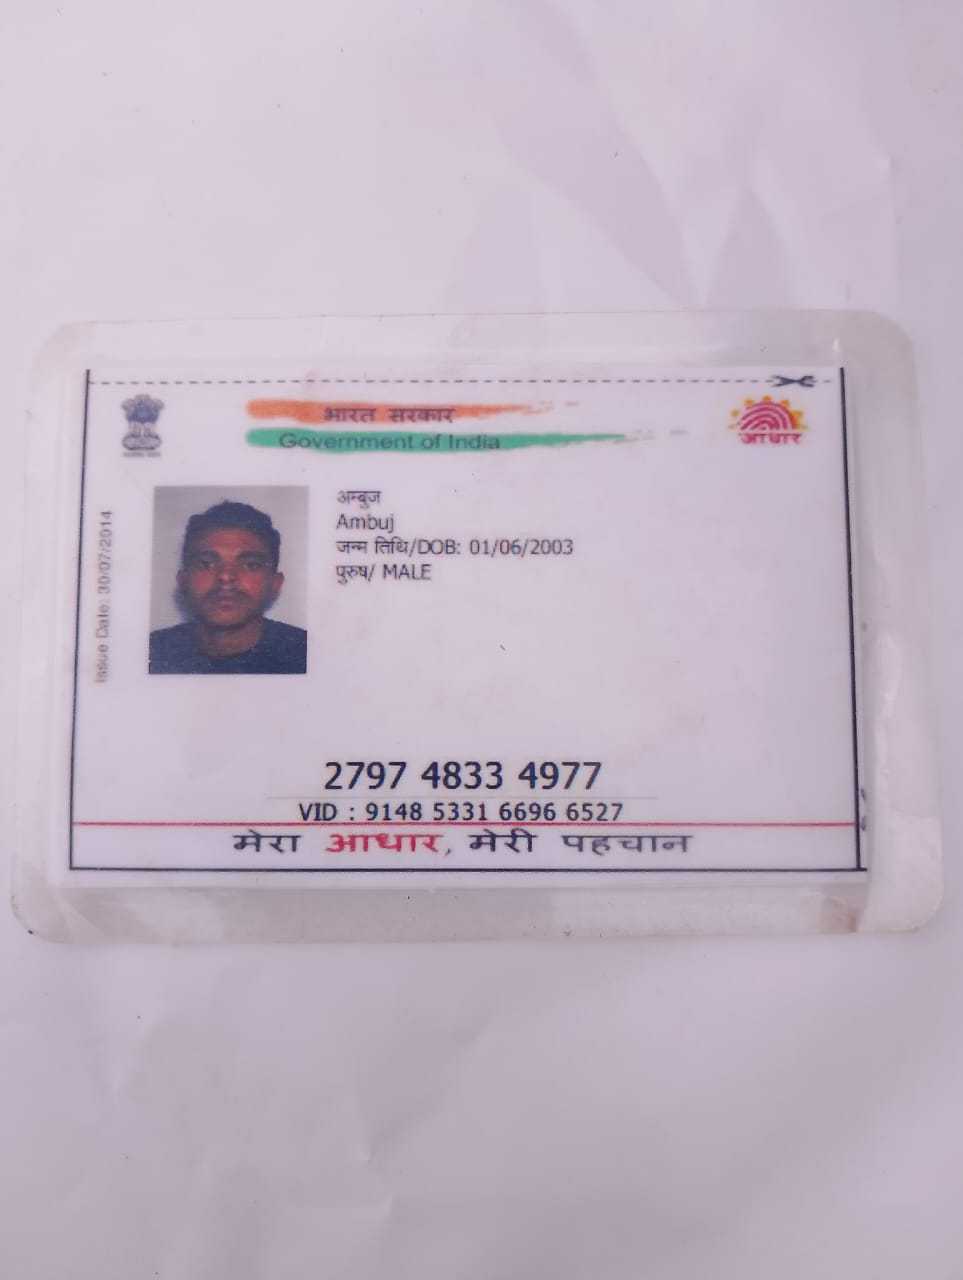 भारत सरकार
Government of India
आधार
Issue Date: 30/07/2014
अम्बुज
Ambuj
जन्म तिथि/DOB: 01/06/2003
पुरुष/ MALE
2797 4833 4977
VID : 9148 5331 6696 6527
मेरा आधार, मेरी पहचान